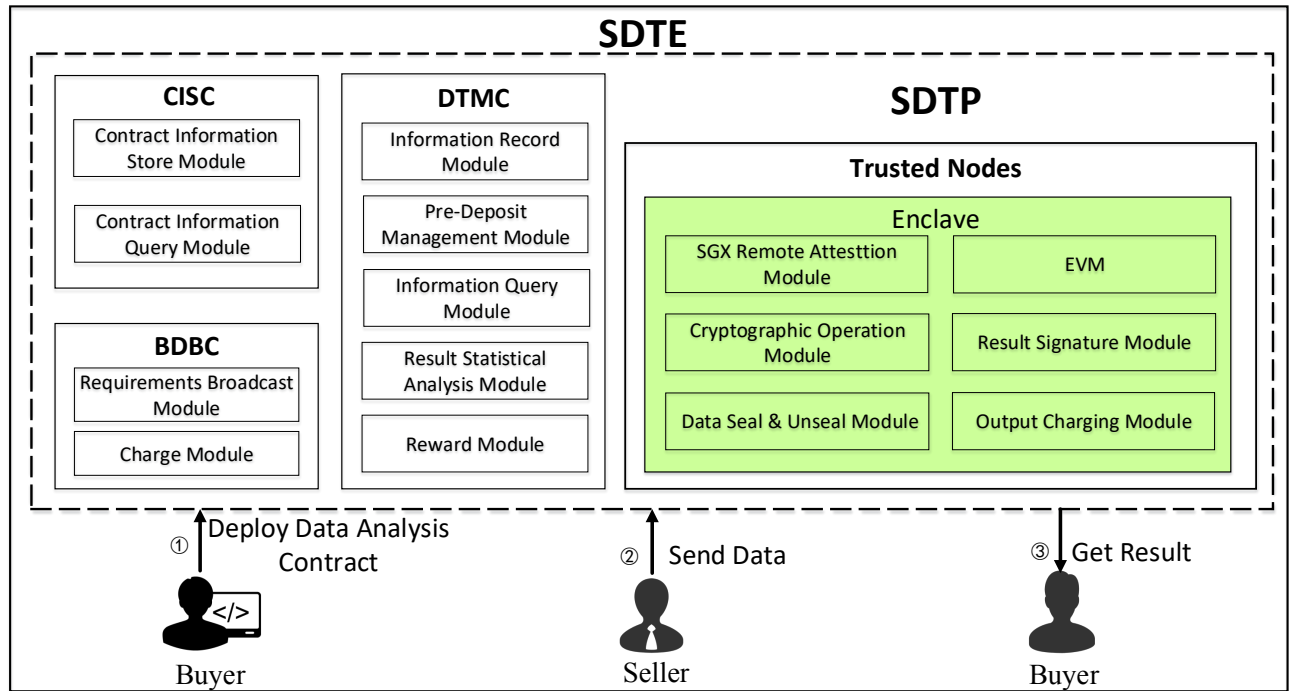 SDTE
SDTP
CISC
Contract Information
Store Module
Contract Information
Query Module
BDBC
Requirements Broadcast
Module
Charge Module
DTMC
Information Record
Module
Pre-Deposit
Management Module
Information Query
Module
Result Statistical
Analysis Module
Reward Module
Trusted Nodes
Enclave
SGX Remote Attesttion
Module
EVM
Cryptographic Operation
Module
Result Signature Module
Data Seal & Unseal Module
Output Charging Module
① Deploy Data Analysis
Contract
</>
Buyer
② Send Data
Seller
③ Get Result
Buyer